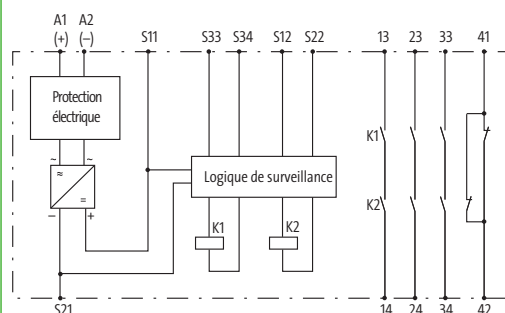 A1 A2
(+) (–) S11 S33 S34 S12 S22 13 23 33 41
Protection
électrique
K1
~ ~
≈
=
Logique de surveillance
– +
K2
K1 K2
S21 14 24 34 42